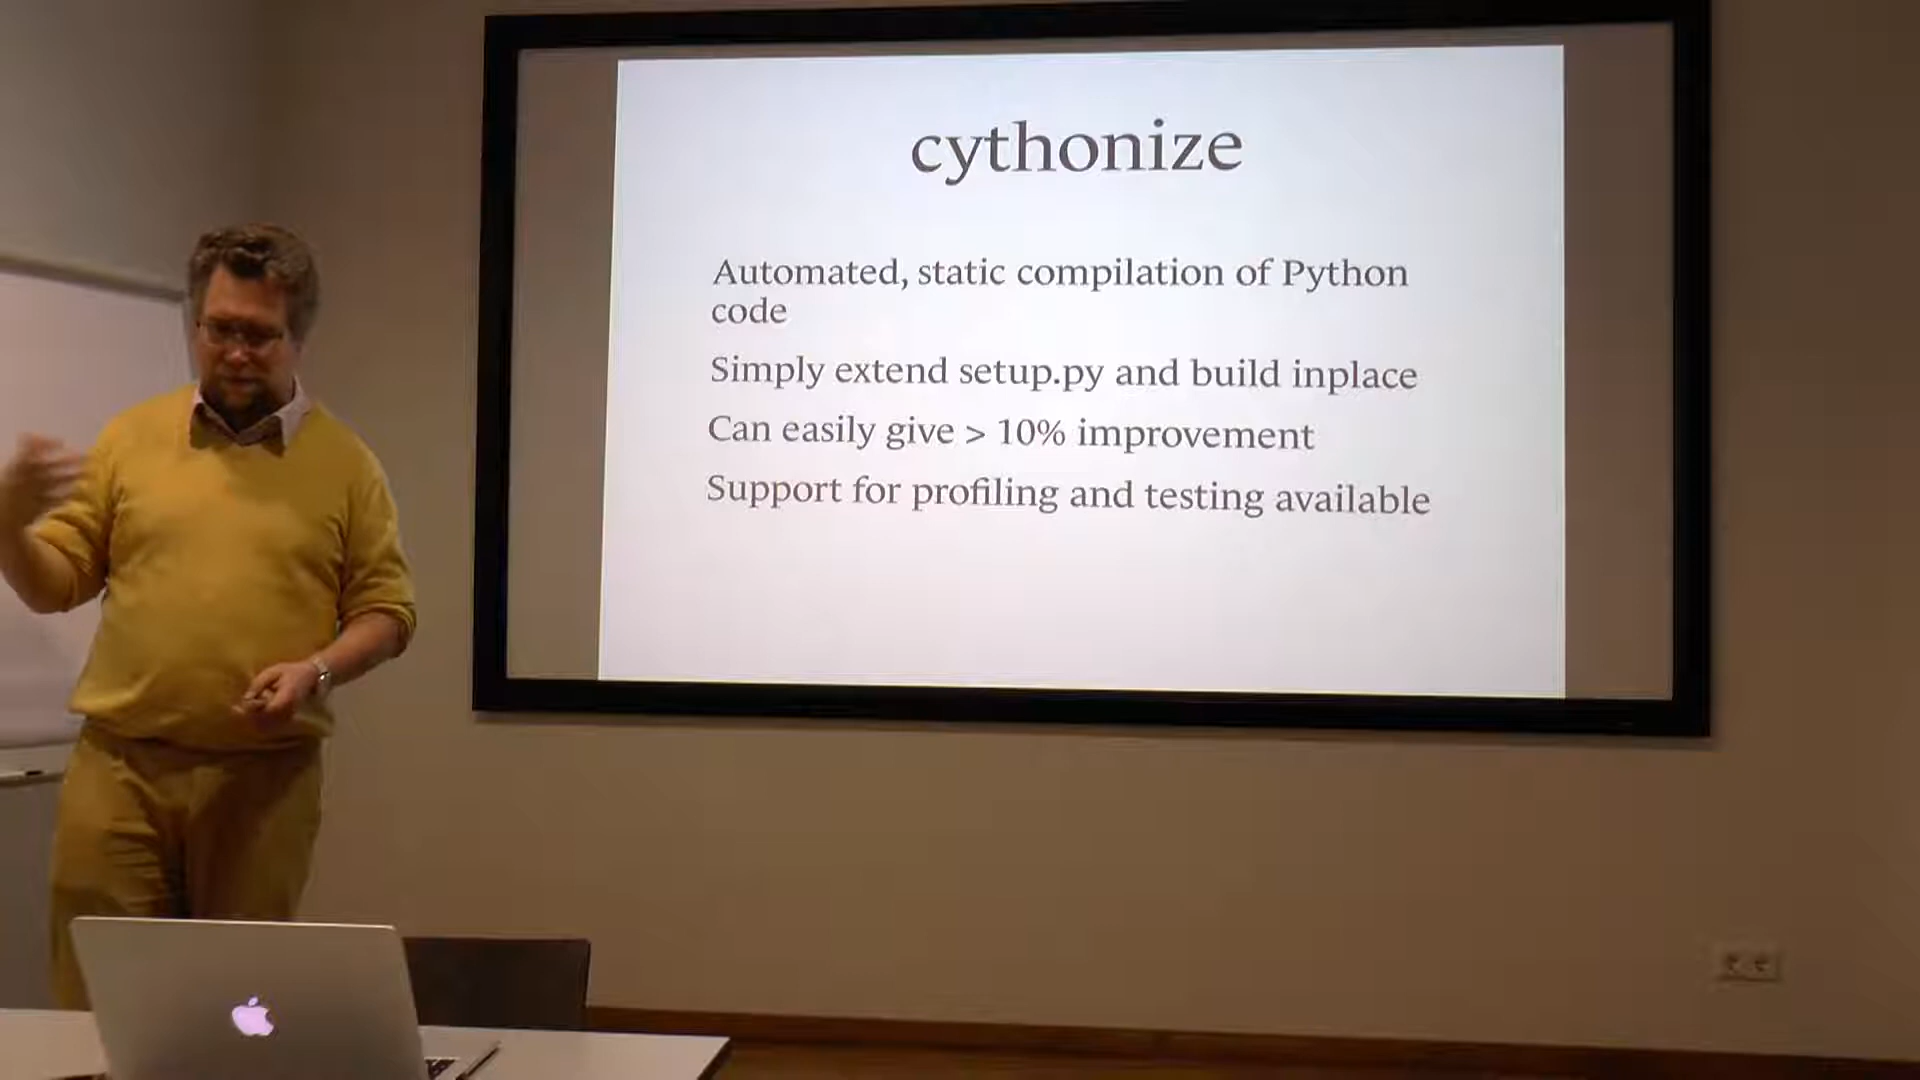 cythonize
Automated, static compilation of Python
code
Simply extend setup.py and build inplace
Can easily give > 10% improvement
Support for profiling and testing available